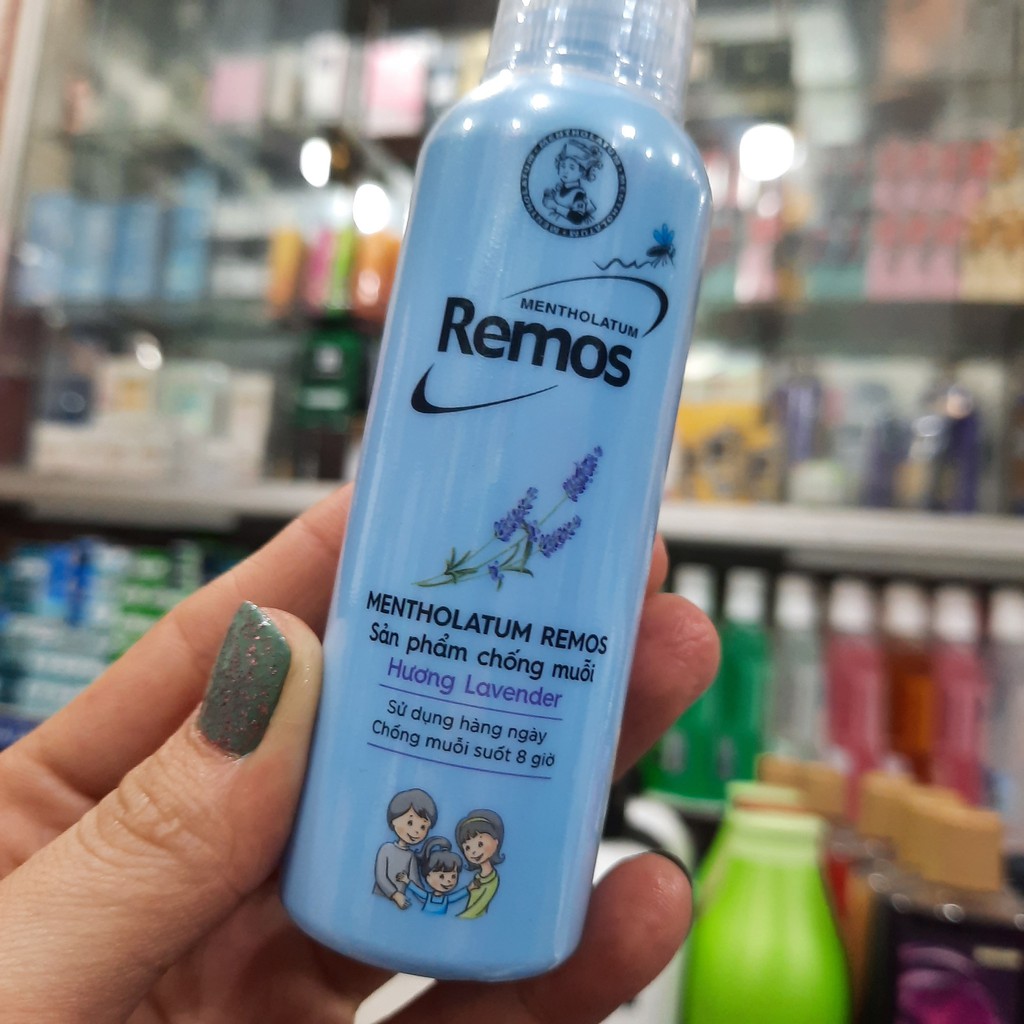 MENTHOLATUM
MENTHOLATUM
Remos
MENTHOLATUM REMOS
Sản phẩm chống muỗi
Hương Lavender
Sử dụng hàng ngày
Chống muỗi suốt 8 giờ